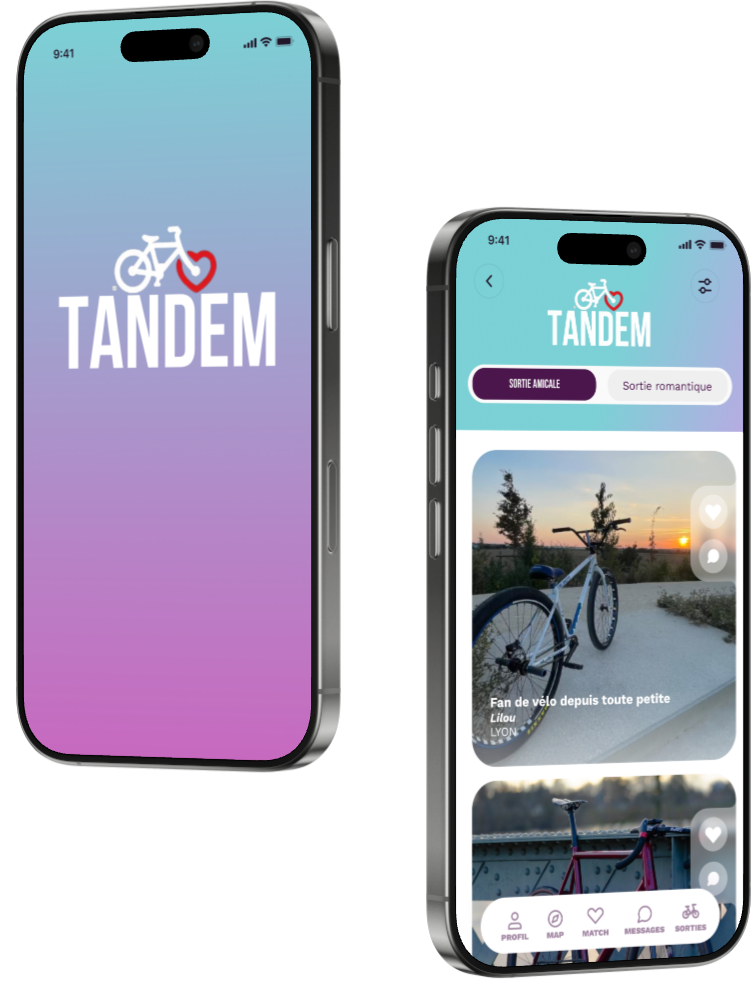 9:41
TANDEM
9:41
TANDEM
SORTIE AMICALE
Sortie romantique
Fan de vélo depuis toute petite
Lilou
LYON
PROFIL
MAP
MATCH
MESSAGES
SORTIES